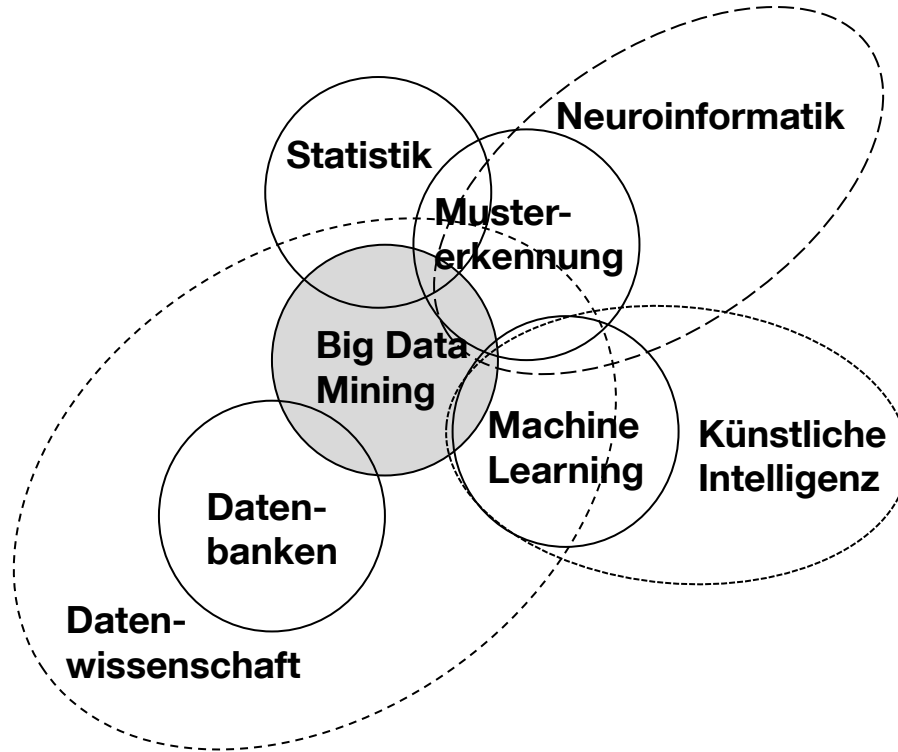 Neuroinformatik
Statistik
Muster-
erkennung
Big Data
Mining
Machine
Learning
Künstliche
Intelligenz
Daten-
banken
Daten-
wissenschaft